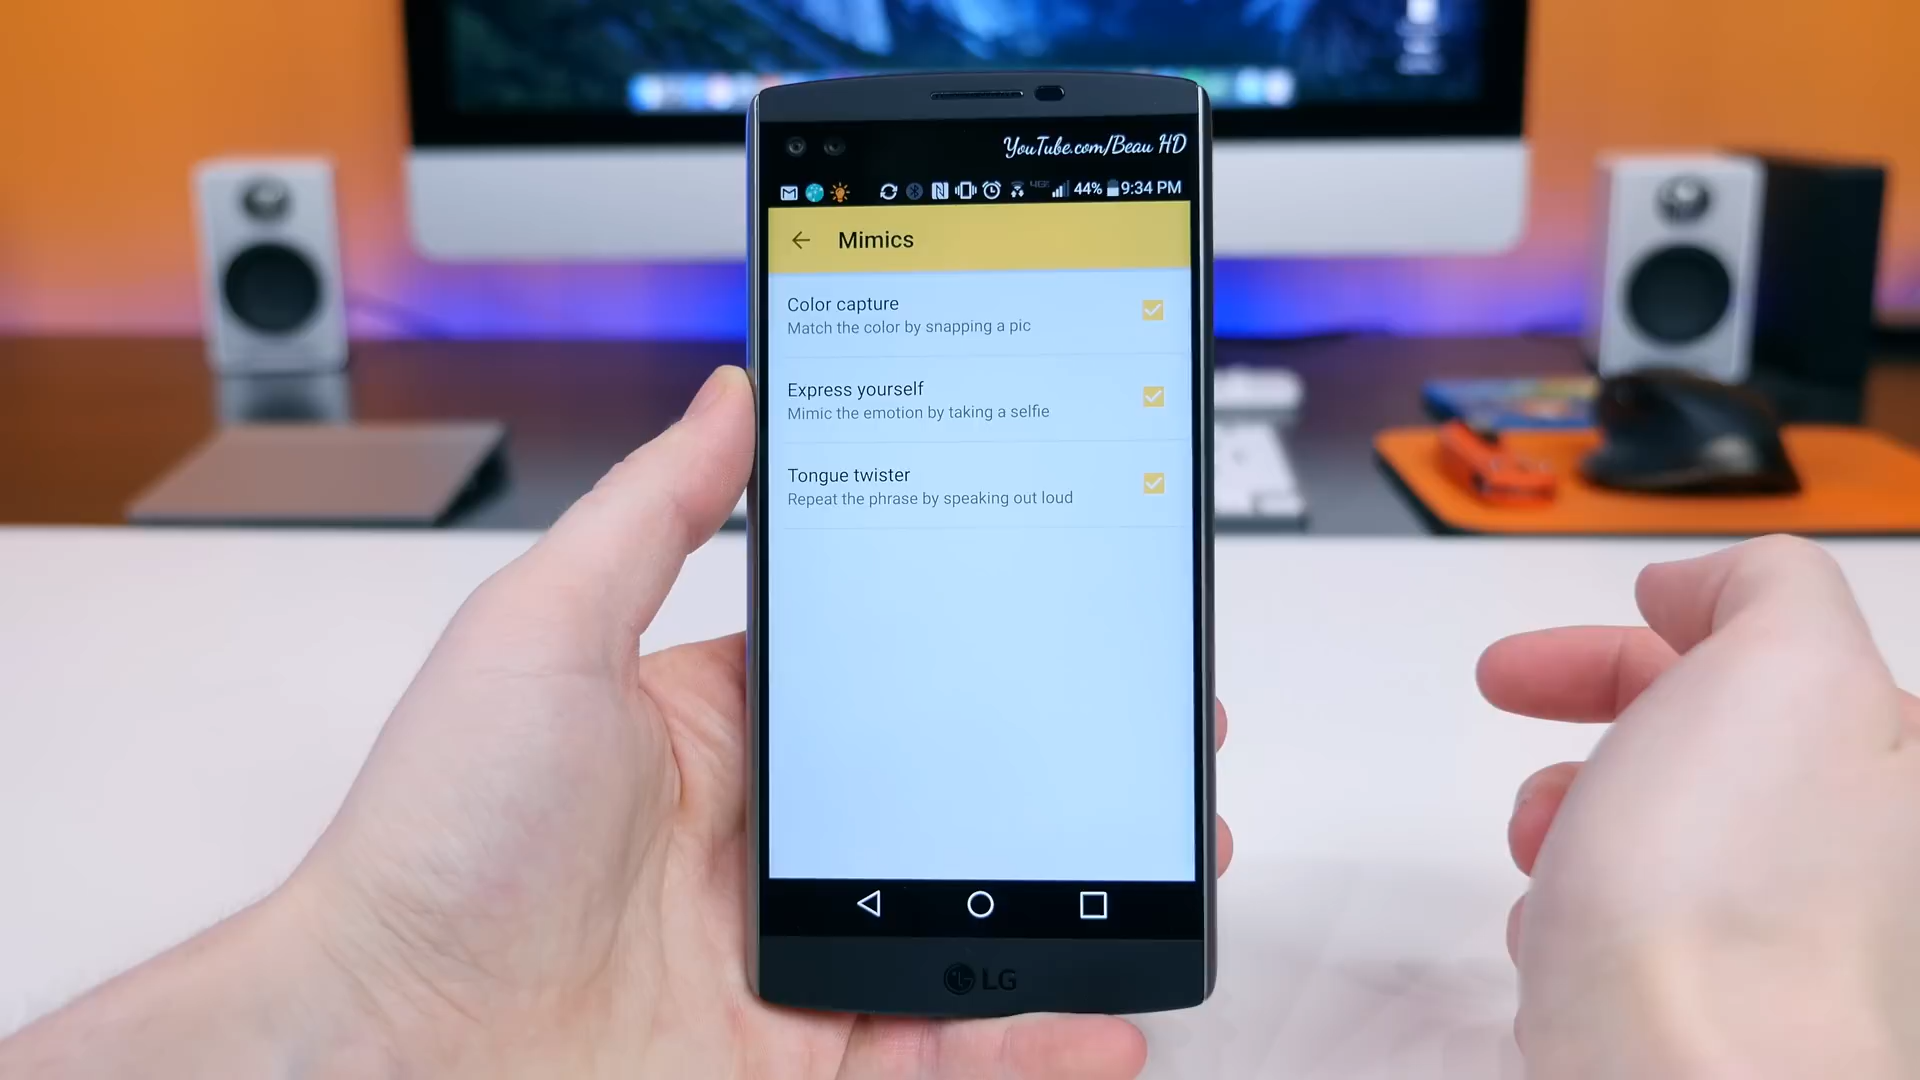 YouTube.com/Beau HD
44% 9:34 PM
Mimics
Color capture
Match the color by snapping a pic
Express yourself
Mimic the emotion by taking a selfie
Tongue twister
Repeat the phrase by speaking out loud
LG